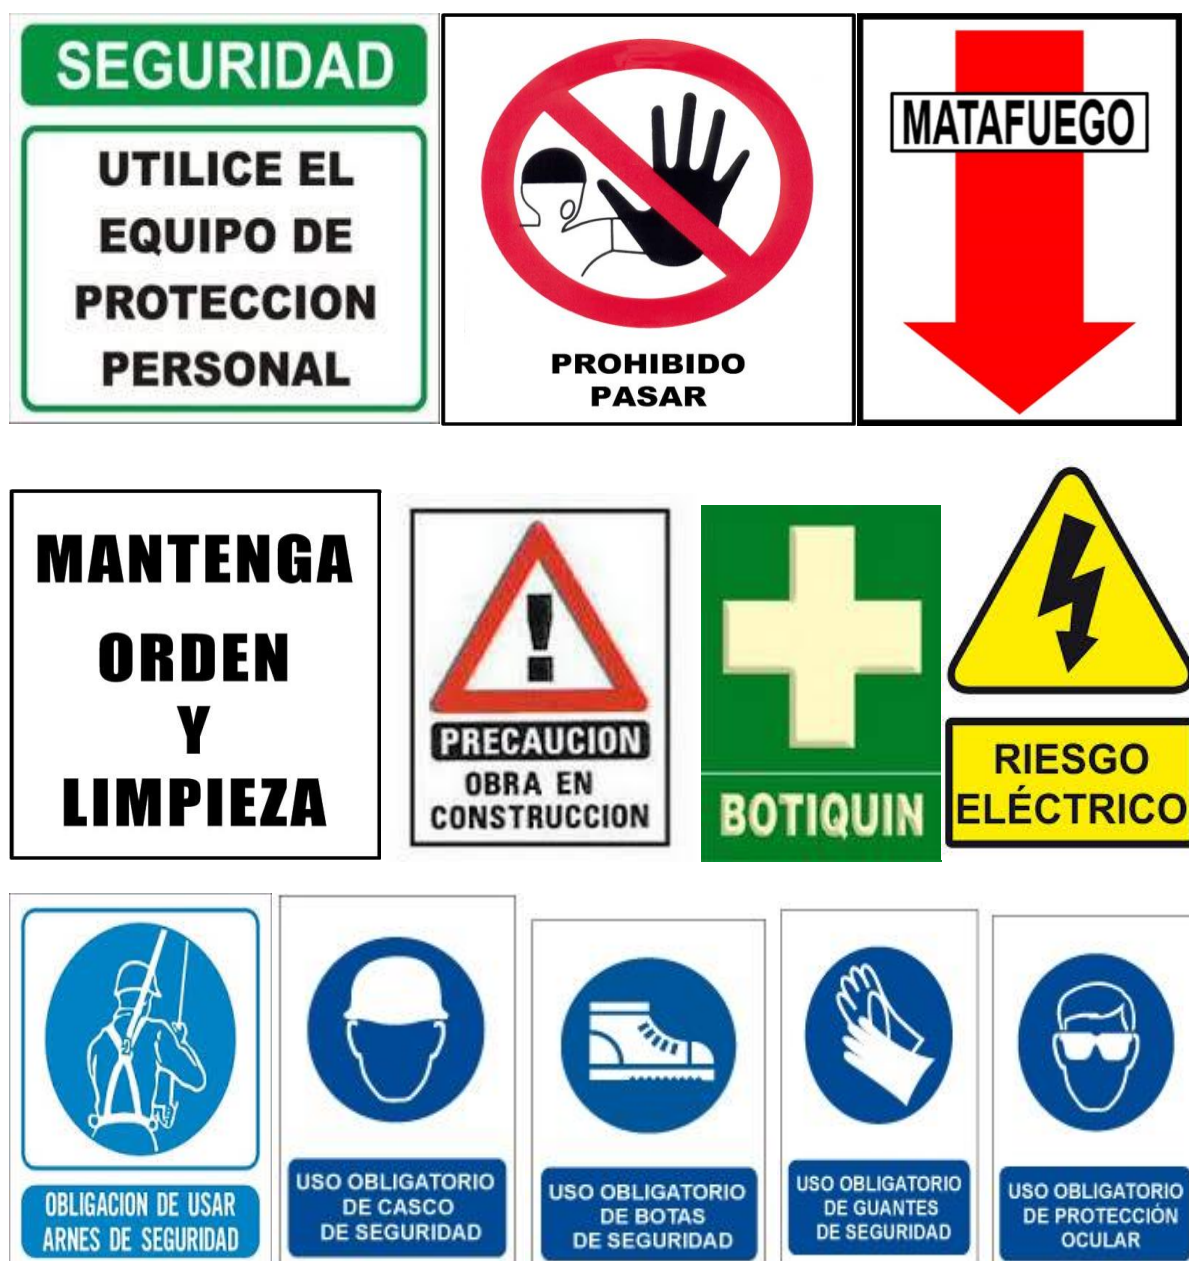 SEGURIDAD
UTILICE EL
EQUIPO DE
PROTECCION
PERSONAL
PROHIBIDO
PASAR
MATAFUEGO
MANTENGA
ORDEN
Y
LIMPIEZA
PRECAUCION
OBRA EN
CONSTRUCCION
BOTIQUIN
RIESGO
ELÉCTRICO
OBLIGACION DE USAR
ARNES DE SEGURIDAD
USO OBLIGATORIO
DE CASCO
DE SEGURIDAD
USO OBLIGATORIO
DE BOTAS
DE SEGURIDAD
USO OBLIGATORIO
DE GUANTES
DE SEGURIDAD
USO OBLIGATORIO
DE PROTECCIÓN
OCULAR